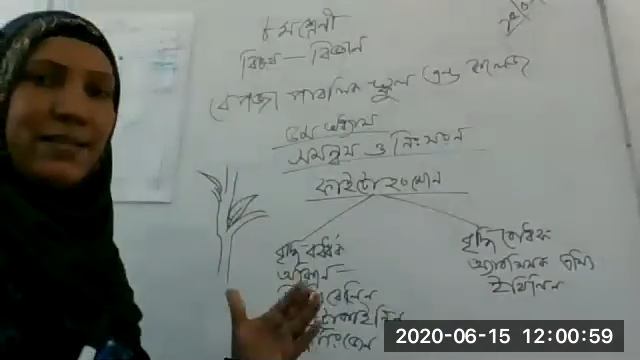 ৮ম শ্রেনী
বিষয় — বিজ্ঞান
বেপজা পাবলিক স্কুল এন্ড কলেজ
৫ম অধ্যায়
সমন্বয় ও নিঃসরন
ফাইটোহরমোন
বৃদ্ধি বর্ধক
অক্সিন —
বৃদ্ধি রোধক
অ্যাবসিসিক এসিড
ইথিলিন
2020-06-15 12:00:59